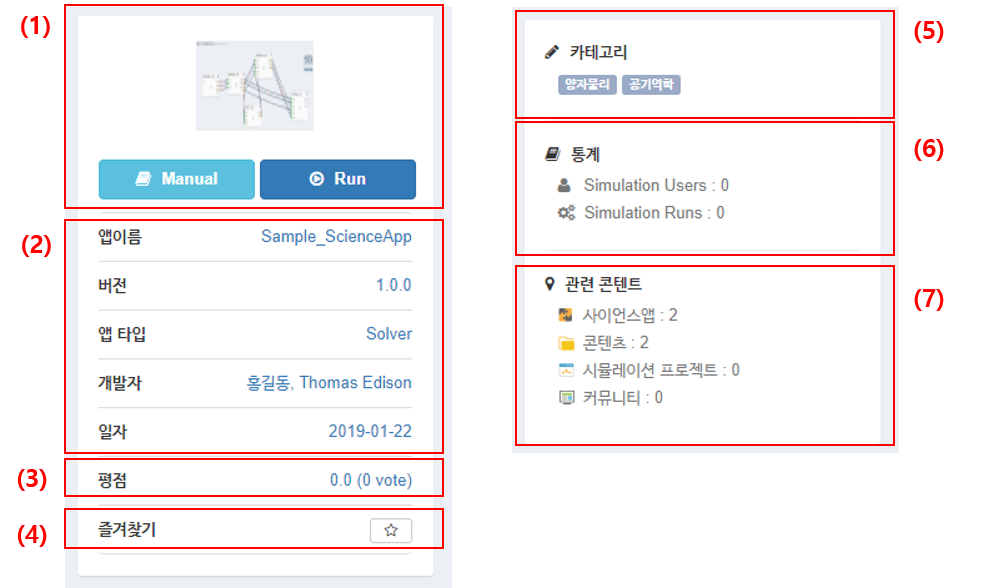 (1)
Manual
Run
(2)
앱이름 Sample_ScienceApp
버전 1.0.0
앱 타입 Solver
개발자 홍길동, Thomas Edison
일자 2019-01-22
(3)
평점 0.0 (0 vote)
(4)
즐겨찾기
(5)
카테고리
양자물리 공기역학
(6)
통계
Simulation Users : 0
Simulation Runs : 0
(7)
관련 콘텐트
사이언스앱 : 2
콘텐츠 : 2
시뮬레이션 프로젝트 : 0
커뮤니티 : 0